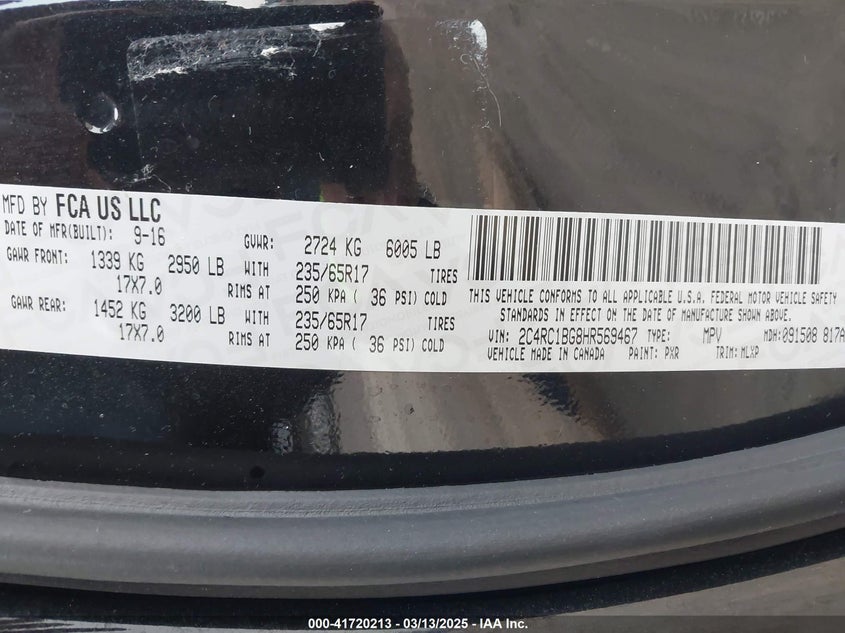 MFD BY FCA US LLC
DATE OF MFR(BUILT): 9-16 GVWR: 2724 KG 6005 LB
GAWR FRONT: 1339 KG 2950 LB WITH 235/65R17 TIRES
17X7.0 RIMS AT 250 KPA ( 36 PSI) COLD
GAWR REAR: 1452 KG 3200 LB WITH 235/65R17 TIRES
17X7.0 RIMS AT 250 KPA ( 36 PSI) COLD
THIS VEHICLE CONFORMS TO ALL APPLICABLE U.S.A. FEDERAL MOTOR VEHICLE SAFETY
STANDARDS IN EFFECT ON THE DATE OF MANUFACTURE SHOWN ABOVE.
VIN: 2C4RC1BG8HR569467 TYPE: MPV MDH: 091508 817A
VEHICLE MADE IN CANADA PAINT: PXR TRIM: MLXP
000-41720213 - 03/13/2025 - IAA Inc.